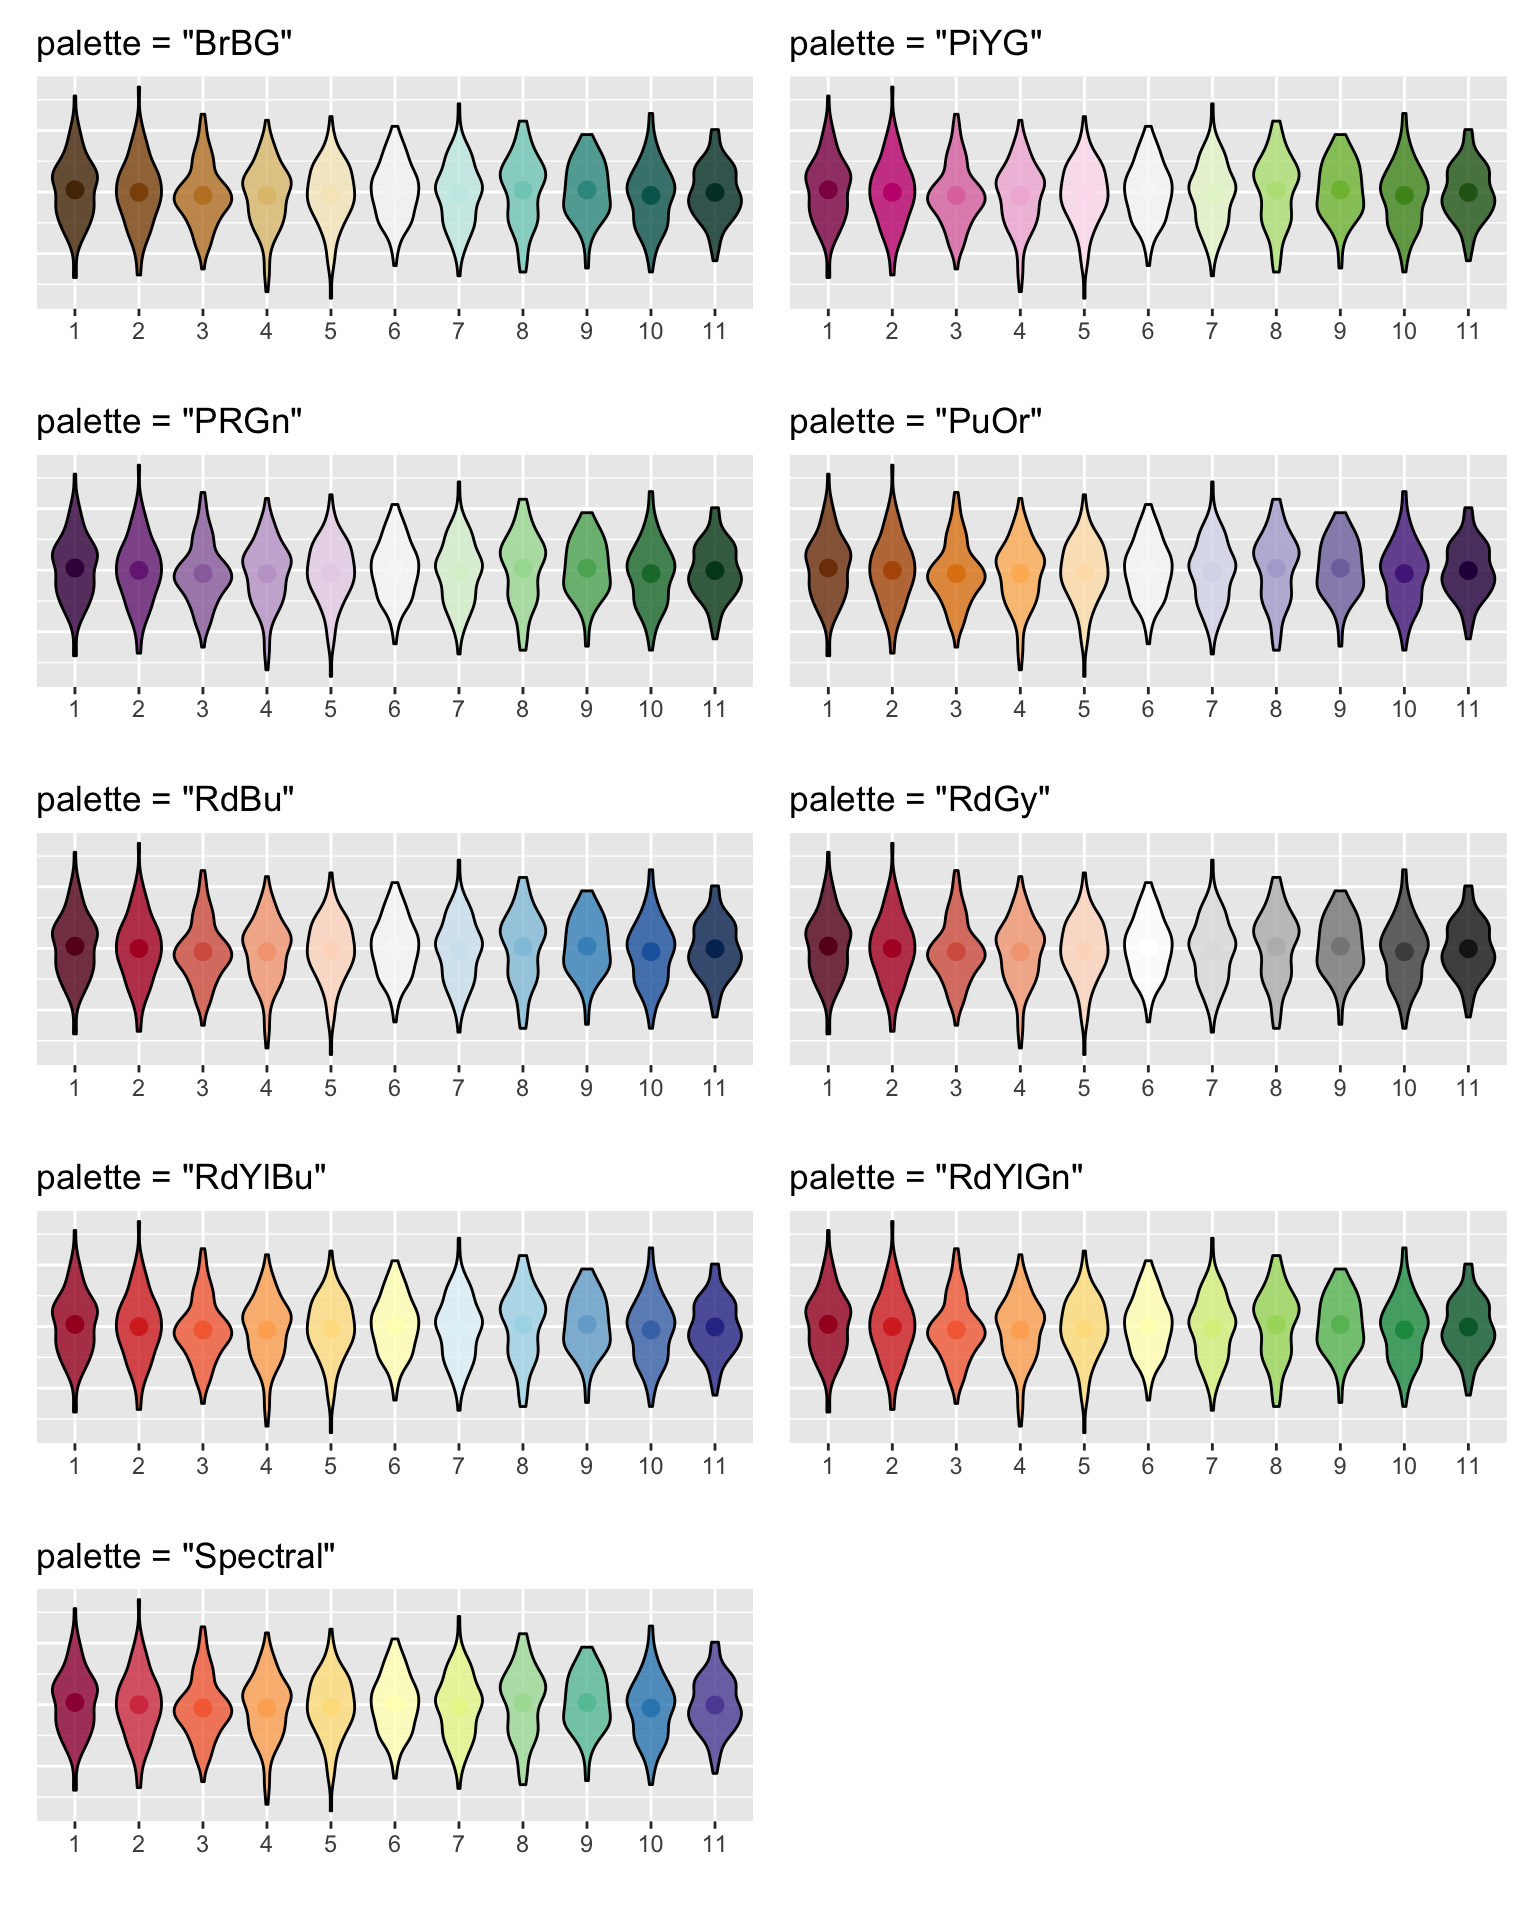 palette = "BrBG"
1 2 3 4 5 6 7 8 9 10 11
palette = "PiYG"
1 2 3 4 5 6 7 8 9 10 11
palette = "PRGn"
1 2 3 4 5 6 7 8 9 10 11
palette = "PuOr"
1 2 3 4 5 6 7 8 9 10 11
palette = "RdBu"
1 2 3 4 5 6 7 8 9 10 11
palette = "RdGy"
1 2 3 4 5 6 7 8 9 10 11
palette = "RdYlBu"
1 2 3 4 5 6 7 8 9 10 11
palette = "RdYlGn"
1 2 3 4 5 6 7 8 9 10 11
palette = "Spectral"
1 2 3 4 5 6 7 8 9 10 11